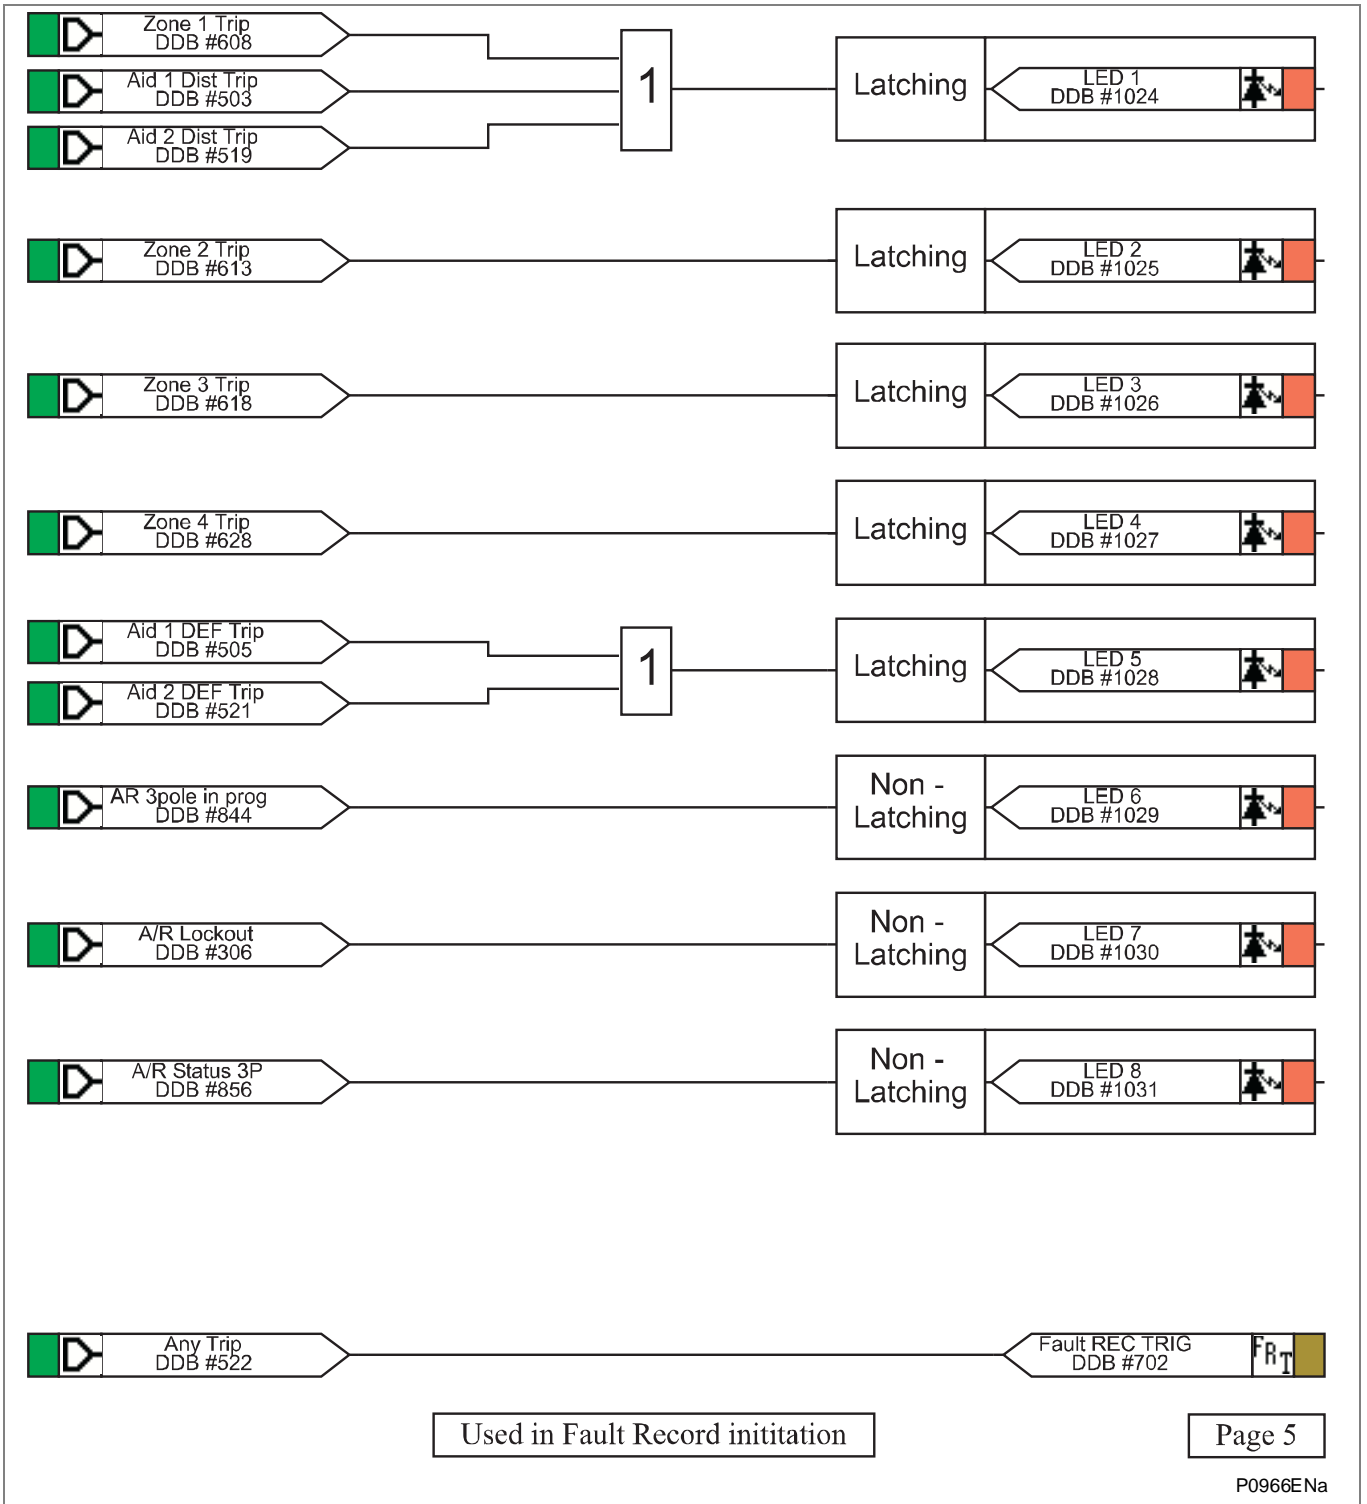 Zone 1 Trip
DDB #608
Aid 1 Dist Trip
DDB #503
Aid 2 Dist Trip
DDB #519
1
Latching
LED 1
DDB #1024
Zone 2 Trip
DDB #613
Latching
LED 2
DDB #1025
Zone 3 Trip
DDB #618
Latching
LED 3
DDB #1026
Zone 4 Trip
DDB #628
Latching
LED 4
DDB #1027
Aid 1 DEF Trip
DDB #505
Aid 2 DEF Trip
DDB #521
1
Latching
LED 5
DDB #1028
AR 3pole in prog
DDB #844
Non -
Latching
LED 6
DDB #1029
A/R Lockout
DDB #306
Non -
Latching
LED 7
DDB #1030
A/R Status 3P
DDB #856
Non -
Latching
LED 8
DDB #1031
Any Trip
DDB #522
Fault REC TRIG
DDB #702
FRT
Used in Fault Record inititation
Page 5
P0966ENa